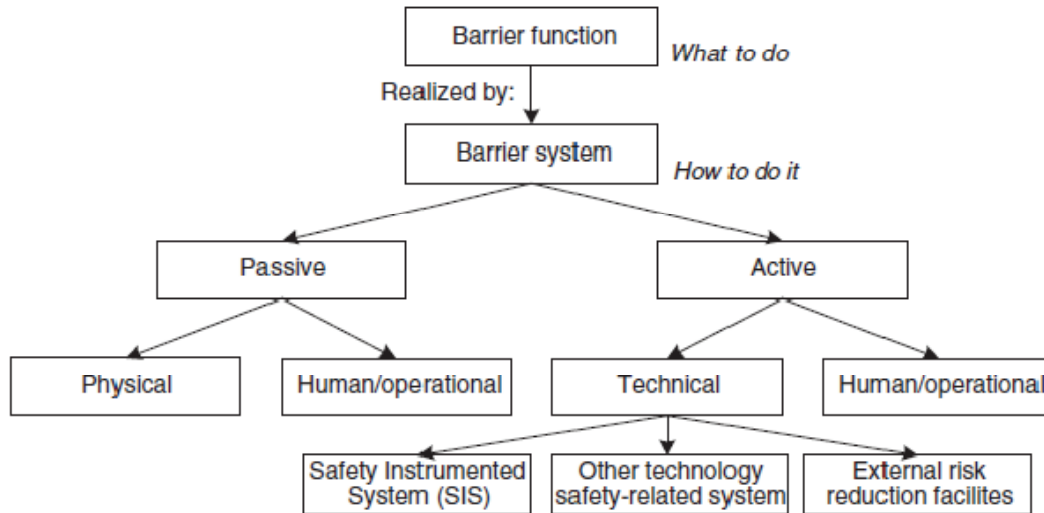 Barrier function
What to do
Realized by:
Barrier system
How to do it
Passive
Active
Physical
Human/operational
Technical
Human/operational
Safety Instrumented
System (SIS)
Other technology
safety-related system
External risk
reduction facilites